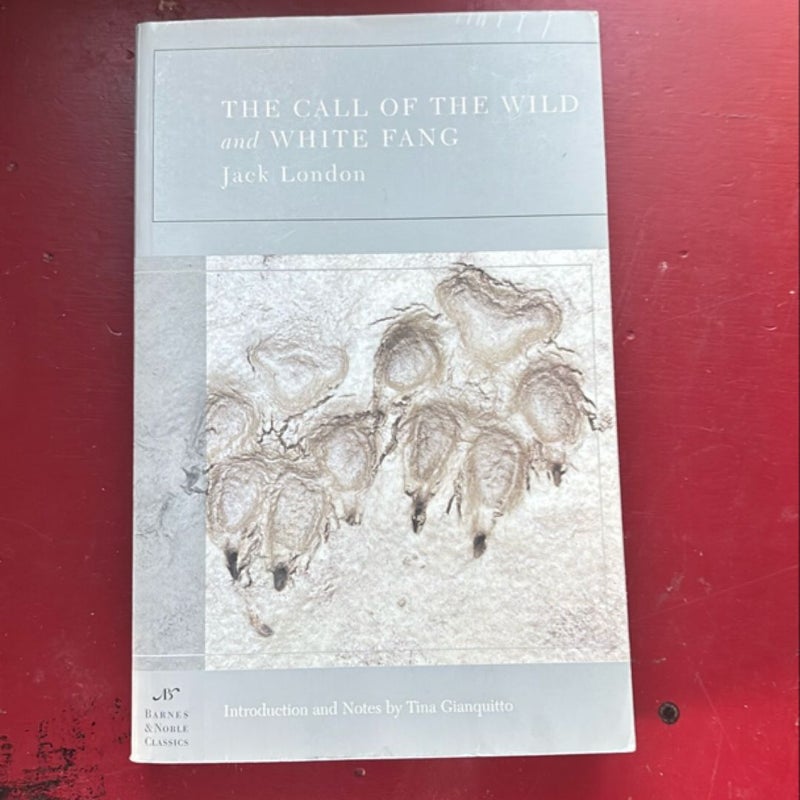 THE CALL OF THE WILD
and WHITE FANG
Jack London
Introduction and Notes by Tina Gianquitto
BARNES
& NOBLE
CLASSICS